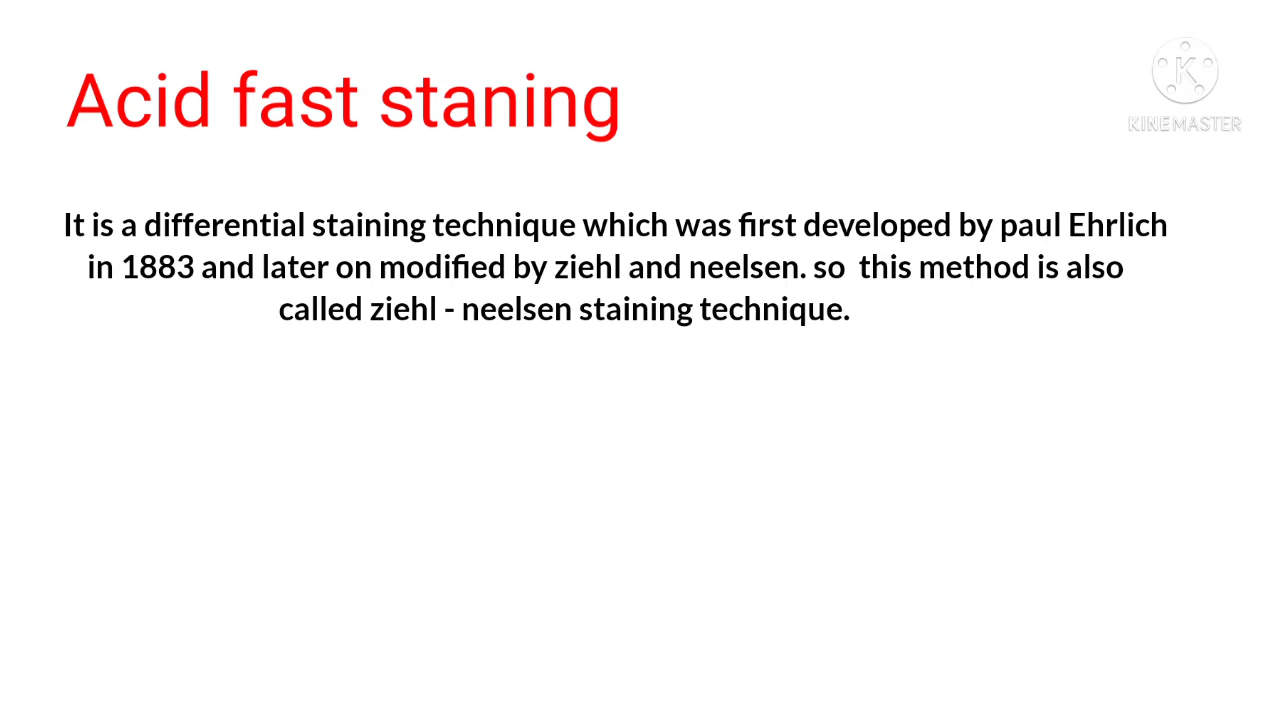 Acid fast staning
K
KINEMASTER
It is a differential staining technique which was first developed by paul Ehrlich
in 1883 and later on modified by ziehl and neelsen. so  this method is also
called ziehl - neelsen staining technique.